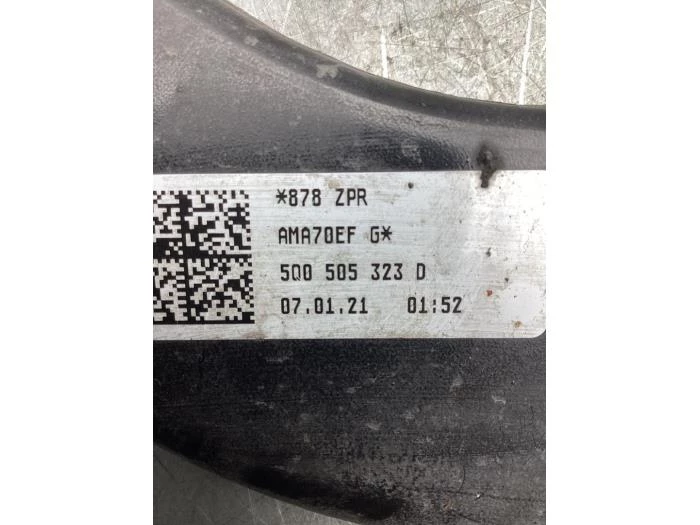 *878 ZPR
AMA70EF G*
5Q0 505 323 D
07.01.21 01:52